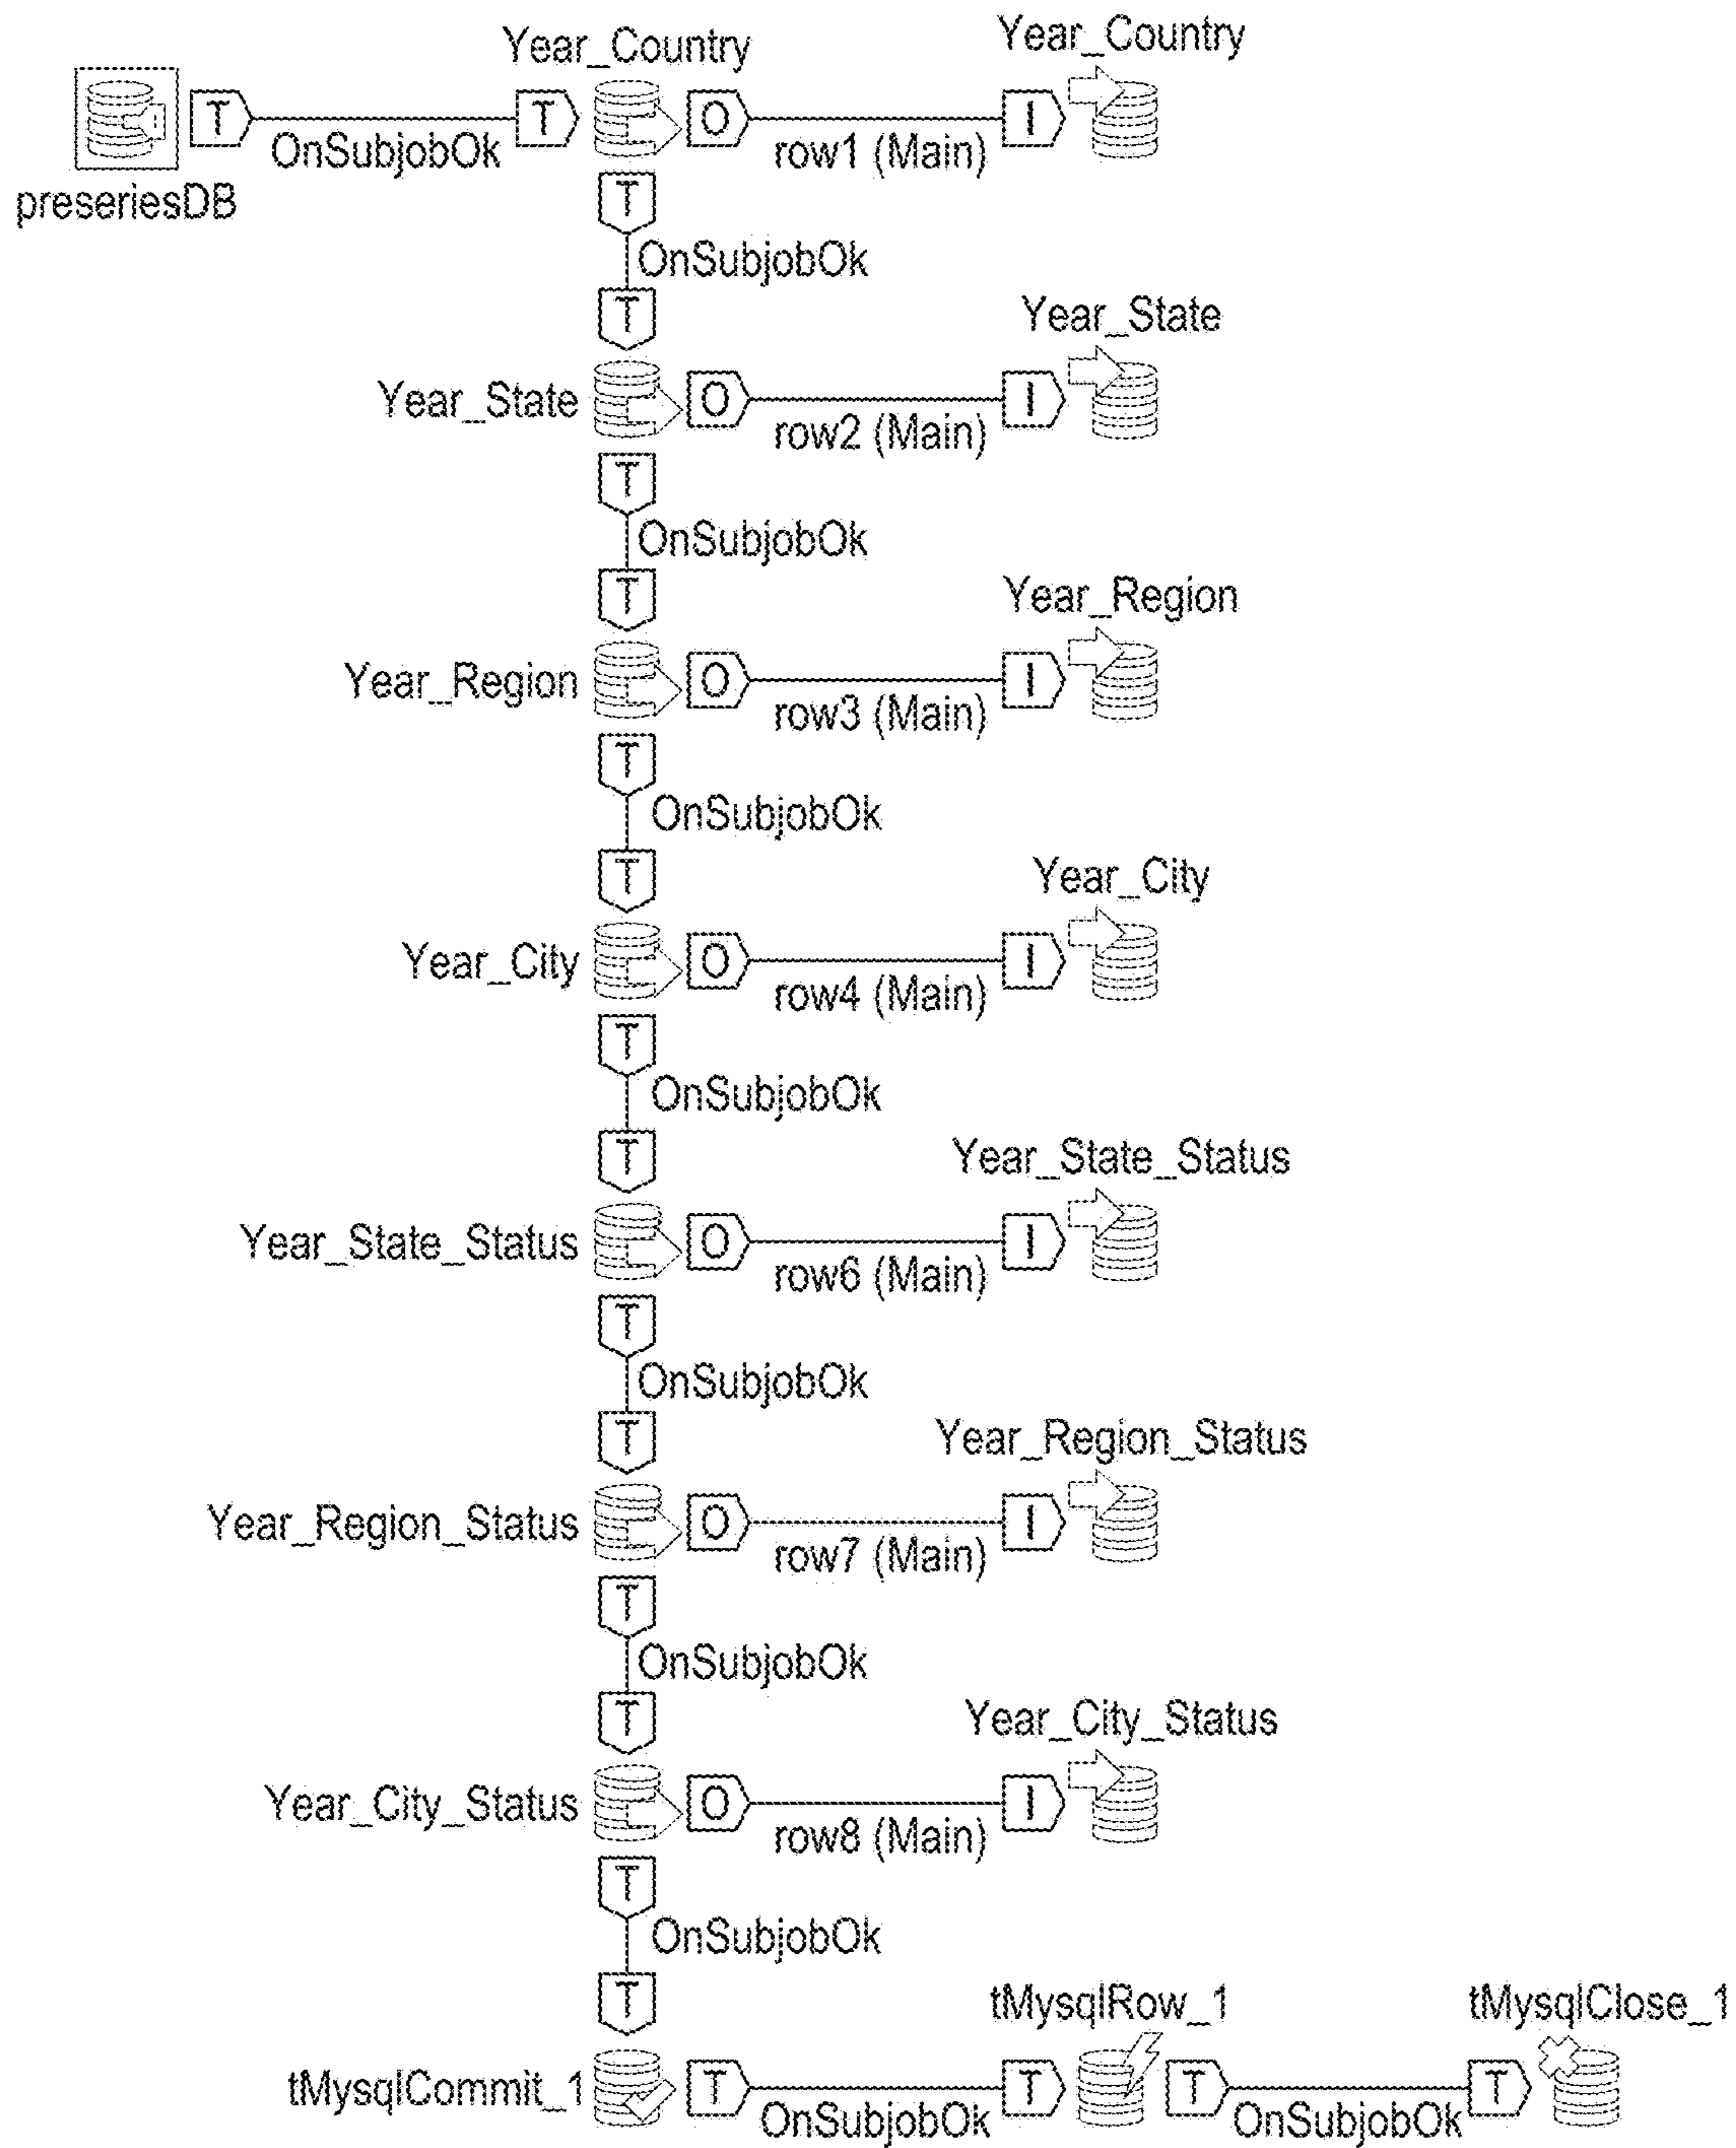 Year_Country
Year_Country
T
T
O
I
OnSubjobOk
row1 (Main)
preseriesDB
T
OnSubjobOk
T
Year_State
Year_State
O
I
row2 (Main)
T
OnSubjobOk
T
Year_Region
Year_Region
O
I
row3 (Main)
T
OnSubjobOk
T
Year_City
Year_City
O
I
row4 (Main)
T
OnSubjobOk
T
Year_State_Status
Year_State_Status
O
I
row6 (Main)
T
OnSubjobOk
T
Year_Region_Status
Year_Region_Status
O
I
row7 (Main)
T
OnSubjobOk
T
Year_City_Status
Year_City_Status
O
I
row8 (Main)
T
OnSubjobOk
T
tMysqlRow_1
tMysqlClose_1
tMysqlCommit_1
T
T
T
T
OnSubjobOk
OnSubjobOk